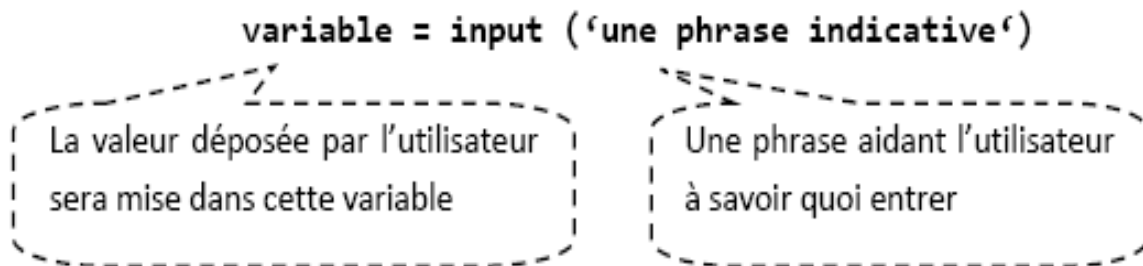 variable = input (‘une phrase indicative‘)
La valeur déposée par l’utilisateur
sera mise dans cette variable
Une phrase aidant l’utilisateur
à savoir quoi entrer